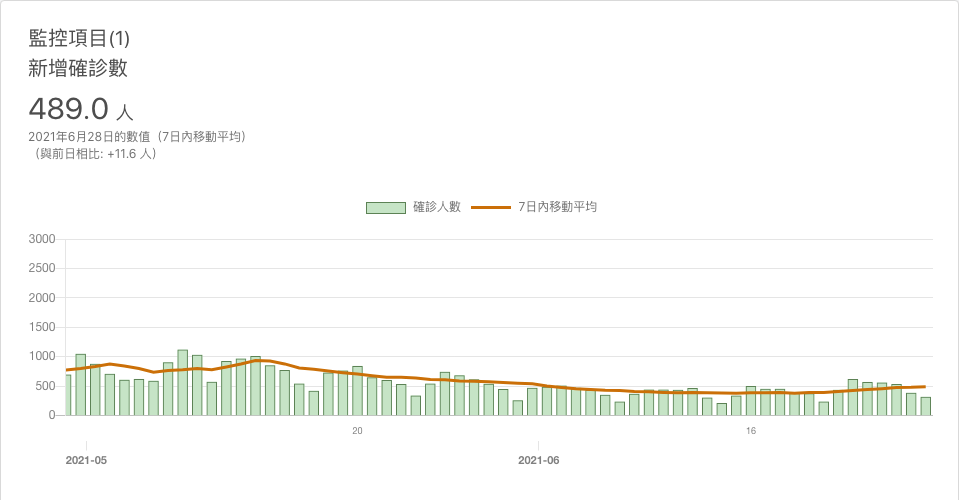 監控項目(1)
新增確診數
489.0 人
2021年6月28日的數值（7日內移動平均）
（與前日相比: +11.6 人）
確診人數 7日內移動平均
3000
2500
2000
1500
1000
500
0
20 16
2021-05 2021-06